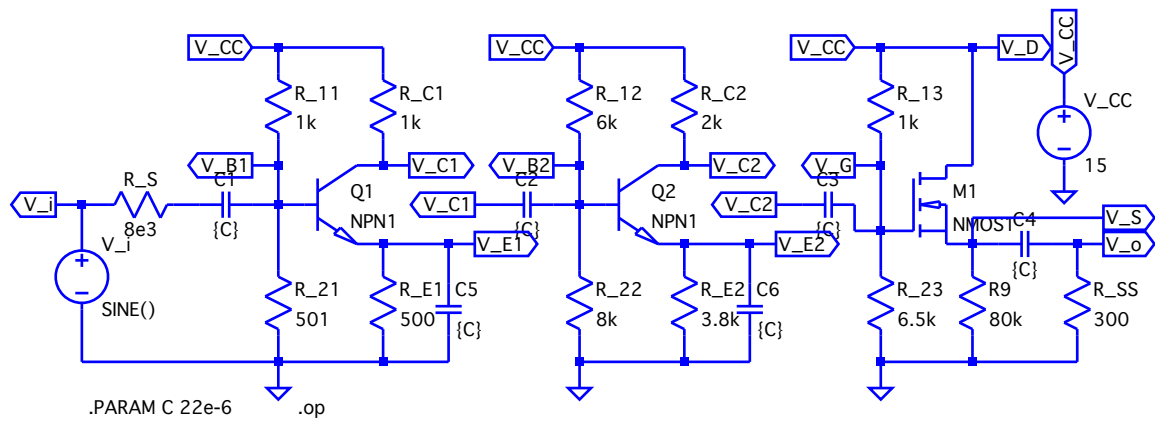 V_CC
R_11
1k
R_C1
1k
V_B1
V_C1
R_S
8e3
C1
{C}
V_i
V_i
SINE()
Q1
NPN1
V_E1
R_21
501
R_E1
500
C5
{C}
V_CC
R_12
6k
R_C2
2k
V_B2
V_C2
V_C1
C2
{C}
Q2
NPN1
V_E2
R_22
8k
R_E2
3.8k
C6
{C}
V_CC
R_13
1k
V_D
V_CC
V_CC
15
V_G
V_C2
C3
{C}
M1
NMOS1
C4
{C}
V_S
V_o
R_23
6.5k
R9
80k
R_SS
300
.PARAM C 22e-6
.op